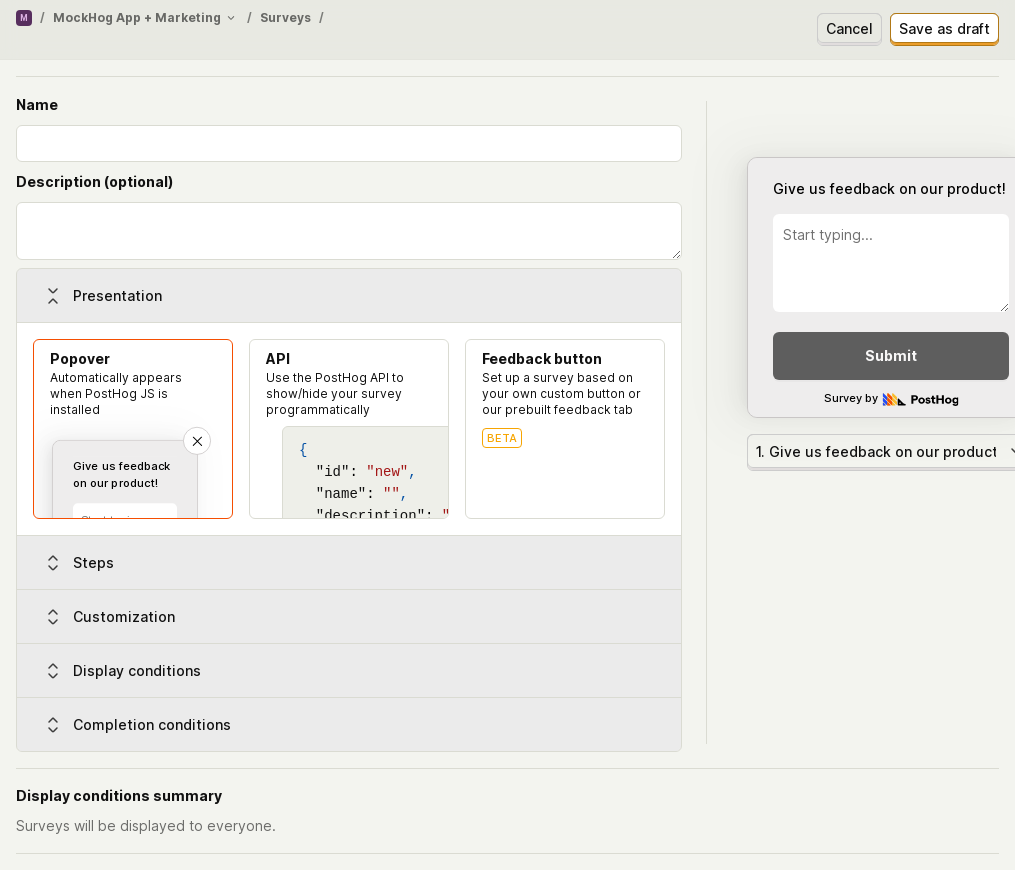 M / MockHog App + Marketing / Surveys /
Cancel
Save as draft
Name
Description (optional)
Presentation
Popover
Automatically appears
when PostHog JS is
installed
Give us feedback
on our product!
API
Use the PostHog API to
show/hide your survey
programmatically
{
"id": "new",
"name": "",
"description": "
Feedback button
Set up a survey based on
your own custom button or
our prebuilt feedback tab
BETA
Steps
Customization
Display conditions
Completion conditions
Give us feedback on our product!
Start typing...
Submit
Survey by PostHog
1. Give us feedback on our product
Display conditions summary
Surveys will be displayed to everyone.